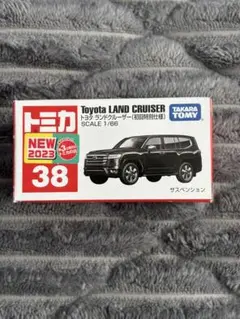 トミカ
Toyota LAND CRUISER
トヨタ ランドクルーザー(初回特別仕様)
SCALE 1/68
TAKARA
TOMY
NEW
2023
38
サスペンション